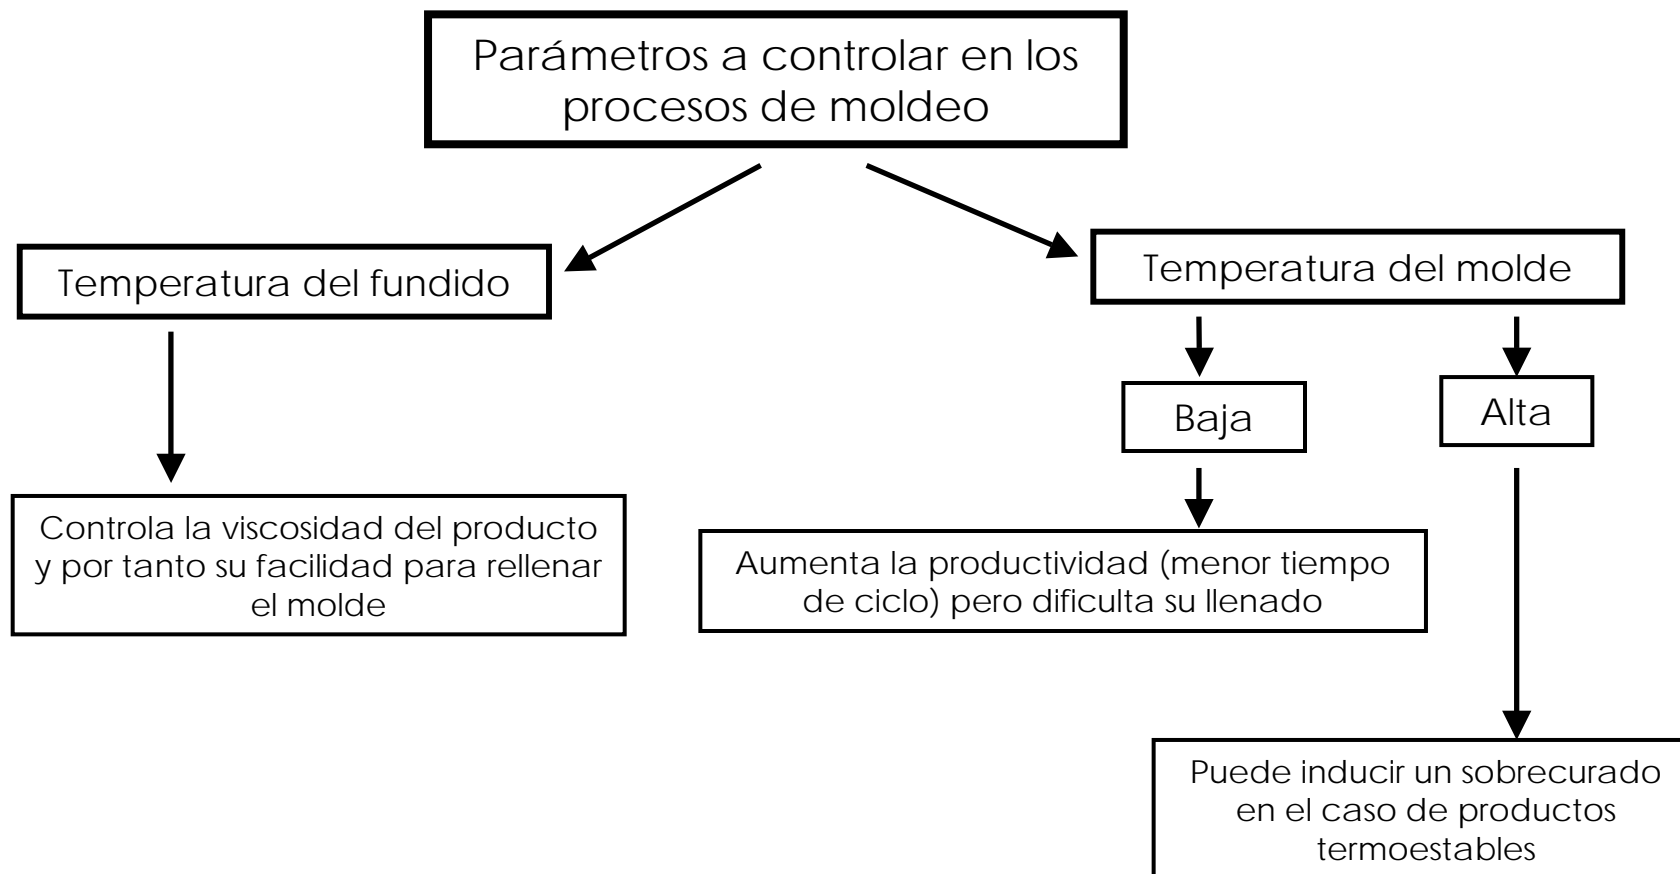 Parámetros a controlar en los
procesos de moldeo
Temperatura del fundido
Temperatura del molde
Baja
Alta
Controla la viscosidad del producto
y por tanto su facilidad para rellenar
el molde
Aumenta la productividad (menor tiempo
de ciclo) pero dificulta su llenado
Puede inducir un sobrecurado
en el caso de productos
termoestables